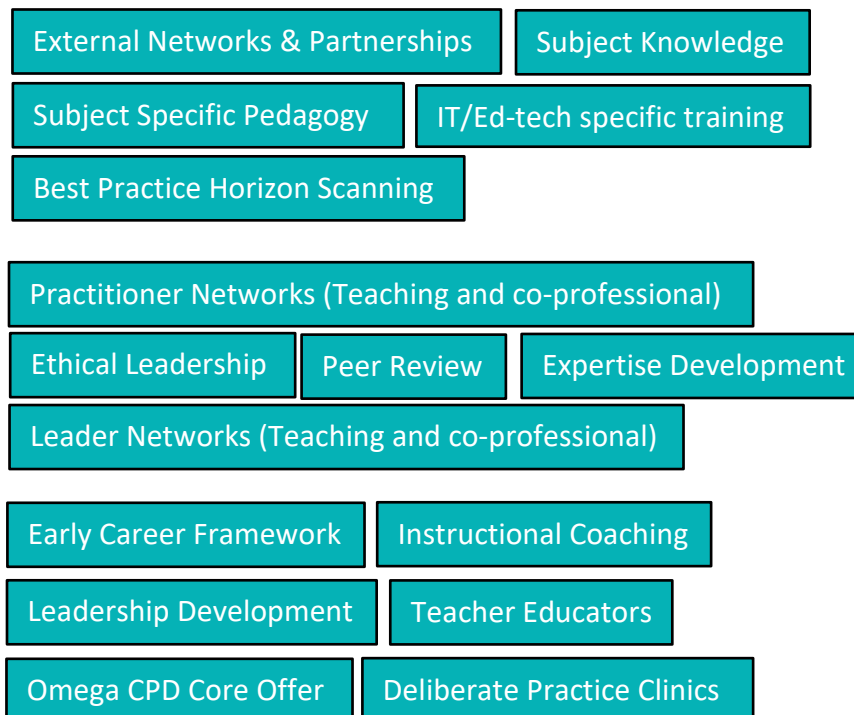 External Networks & Partnerships
Subject Knowledge
Subject Specific Pedagogy
IT/Ed-tech specific training
Best Practice Horizon Scanning
Practitioner Networks (Teaching and co-professional)
Ethical Leadership
Peer Review
Expertise Development
Leader Networks (Teaching and co-professional)
Early Career Framework
Instructional Coaching
Leadership Development
Teacher Educators
Omega CPD Core Offer
Deliberate Practice Clinics